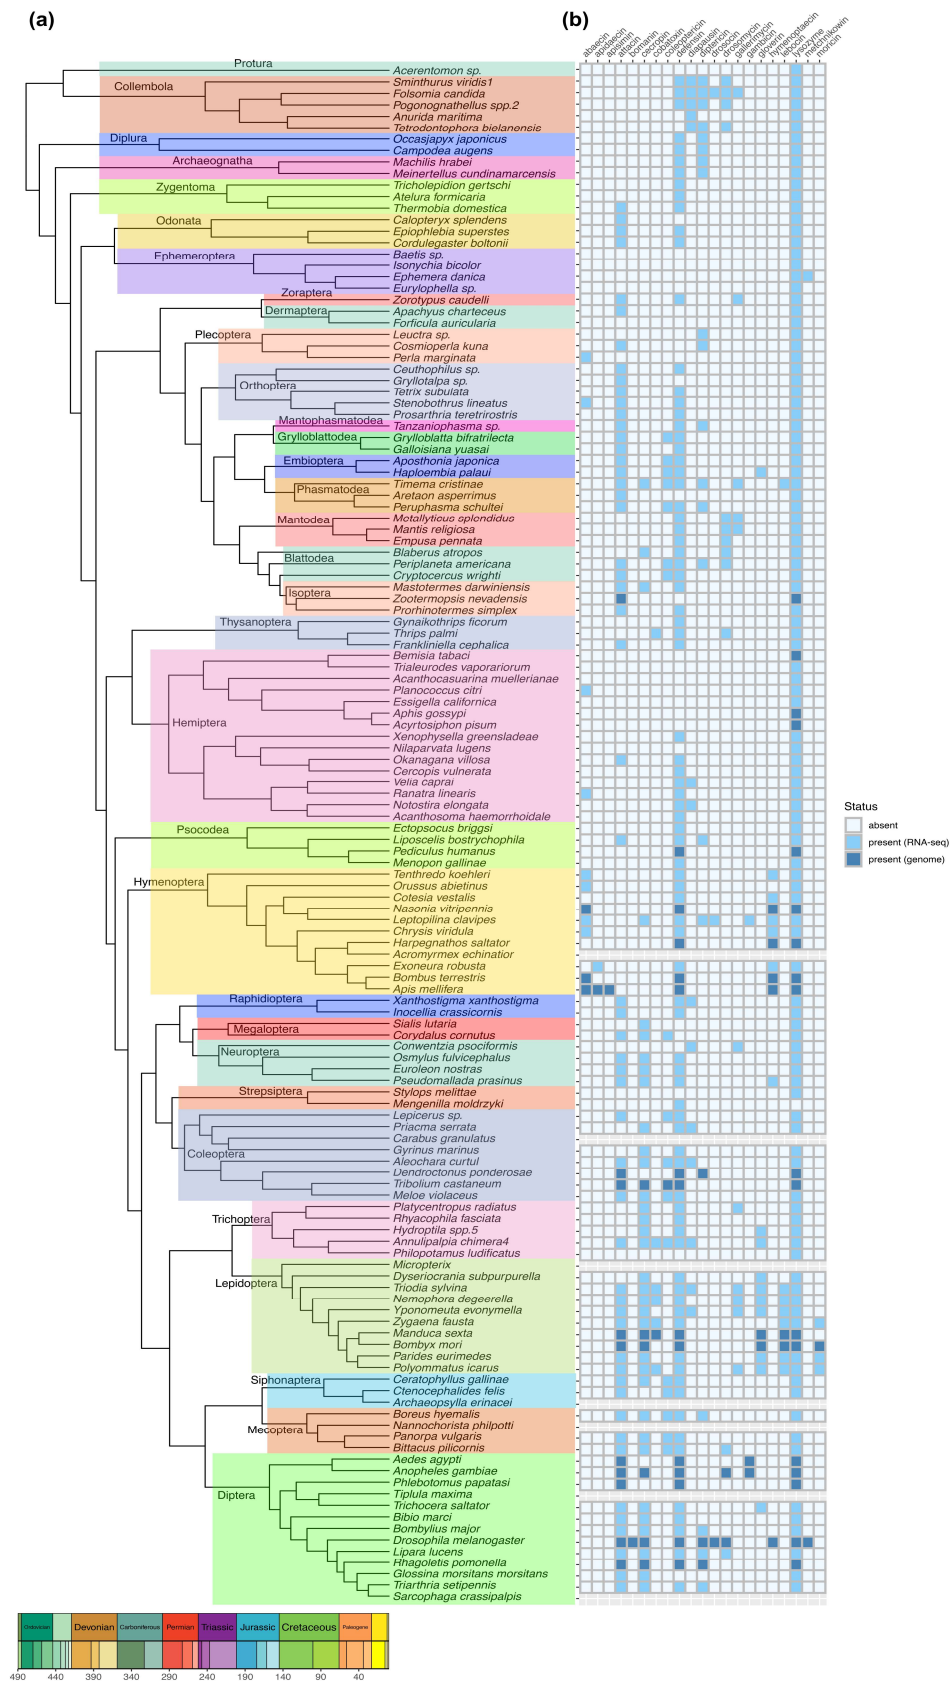 (a)
(b)
abaecin
apidaecin
apisimin
attacin
bomanin
cecropin
cobatoxin
coleoptericin
defensin
diapausin
diptericin
drosocin
drosomycin
gallerimycin
gambicin
gloverin
hymenoptaecin
lebocin
lysozyme
metchnikowin
moricin
Protura
Acerentomon sp.
Collembola
Sminthurus viridis1
Folsomia candida
Pogonognathellus spp.2
Anurida maritima
Tetrodontophora bielanensis
Diplura
Occasjapyx japonicus
Campodea augens
Archaeognatha
Machilis hrabei
Meinertellus cundinamarcensis
Zygentoma
Tricholepidion gertschi
Atelura formicaria
Thermobia domestica
Odonata
Calopteryx splendens
Epiophlebia superstes
Cordulegaster boltonii
Ephemeroptera
Baetis sp.
Isonychia bicolor
Ephemera danica
Eurylophella sp.
Zoraptera
Zorotypus caudelli
Dermaptera
Apachyus charteceus
Forficula auricularia
Plecoptera
Leuctra sp.
Cosmioperla kuna
Perla marginata
Orthoptera
Ceuthophilus sp.
Gryllotalpa sp.
Tetrix subulata
Stenobothrus lineatus
Prosarthria teretrirostris
Mantophasmatodea
Tanzaniophasma sp.
Grylloblattodea
Grylloblatta bifratrilecta
Galloisiana yuasai
Embioptera
Aposthonia japonica
Haploembia palaui
Phasmatodea
Timema cristinae
Aretaon asperrimus
Peruphasma schultei
Mantodea
Metallyticus splendidus
Mantis religiosa
Empusa pennata
Blattodea
Blaberus atropos
Periplaneta americana
Cryptocercus wrighti
Isoptera
Mastotermes darwiniensis
Zootermopsis nevadensis
Prorhinotermes simplex
Thysanoptera
Gynaikothrips ficorum
Thrips palmi
Frankliniella cephalica
Hemiptera
Bemisia tabaci
Trialeurodes vaporariorum
Acanthocasuarina muellerianae
Planococcus citri
Essigella californica
Aphis gossypi
Acyrtosiphon pisum
Xenophysella greensladeae
Nilaparvata lugens
Okanagana villosa
Cercopis vulnerata
Velia caprai
Ranatra linearis
Notostira elongata
Acanthosoma haemorrhoidale
Psocodea
Ectopsocus briggsi
Liposcelis bostrychophila
Pediculus humanus
Menopon gallinae
Hymenoptera
Tenthredo koehleri
Orussus abietinus
Cotesia vestalis
Nasonia vitripennis
Leptopilina clavipes
Chrysis viridula
Harpegnathos saltator
Acromyrmex echinatior
Exoneura robusta
Bombus terrestris
Apis mellifera
Raphidioptera
Xanthostigma xanthostigma
Inocellia crassicornis
Megaloptera
Sialis lutaria
Corydalus cornutus
Neuroptera
Conwentzia psociformis
Osmylus fulvicephalus
Euroleon nostras
Pseudomallada prasinus
Strepsiptera
Stylops melittae
Mengenilla moldrzyki
Coleoptera
Lepicerus sp.
Priacma serrata
Carabus granulatus
Gyrinus marinus
Aleochara curtul
Dendroctonus ponderosae
Tribolium castaneum
Meloe violaceus
Trichoptera
Platycentropus radiatus
Rhyacophila fasciata
Hydroptila spp.5
Annulipalpia chimera4
Philopotamus ludificatus
Lepidoptera
Micropterix
Dyseriocrania subpurpurella
Triodia sylvina
Nemophora degeerella
Yponomeuta evonymella
Zygaena fausta
Manduca sexta
Bombyx mori
Parides eurimedes
Polyommatus icarus
Siphonaptera
Ceratophyllus gallinae
Ctenocephalides felis
Archaeopsylla erinacei
Mecoptera
Boreus hyemalis
Nannochorista philpotti
Panorpa vulgaris
Bittacus pilicornis
Diptera
Aedes agypti
Anopheles gambiae
Phlebotomus papatasi
Tiplula maxima
Trichocera saltator
Bibio marci
Bombylius major
Drosophila melanogaster
Lipara lucens
Rhagoletis pomonella
Glossina morsitans morsitans
Triarthria setipennis
Sarcophaga crassipalpis
Status
absent
present (RNA-seq)
present (genome)
Ordovician Devonian Carboniferous Permian Triassic Jurassic Cretaceous Paleogene
490 440 390 340 290 240 190 140 90 40